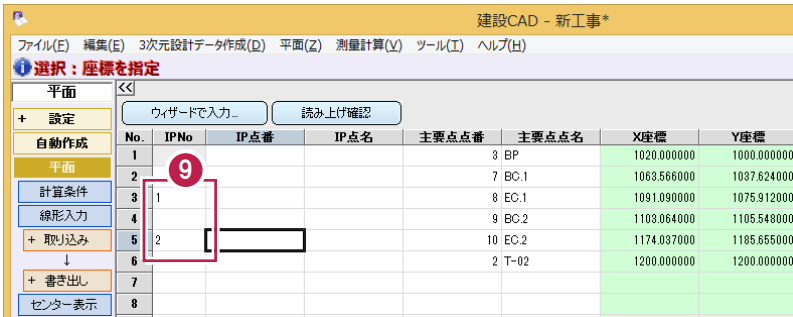 建設CAD - 新工事*
ファイル(F) 編集(E) 3次元設計データ作成(D) 平面(Z) 測量計算(V) ツール(T) ヘルプ(H)
選択：座標を指定
平面 <<
+ 設定 ウィザードで入力... 読み上げ確認
自動作成 No. IPNo IP点番 IP点名 主要点点番 主要点点名 X座標 Y座標
1 3 BP 1020.000000 1000.000000
平面 9
2 7 BC.1 1063.566000 1037.624000
計算条件 3 1 8 EC.1 1091.090000 1075.912000
線形入力 4 9 BC.2 1103.064000 1105.548000
+ 取り込み 5 2 10 EC.2 1174.037000 1185.655000
↓ 6 2 T-02 1200.000000 1200.000000
+ 書き出し 7
センター表示 8